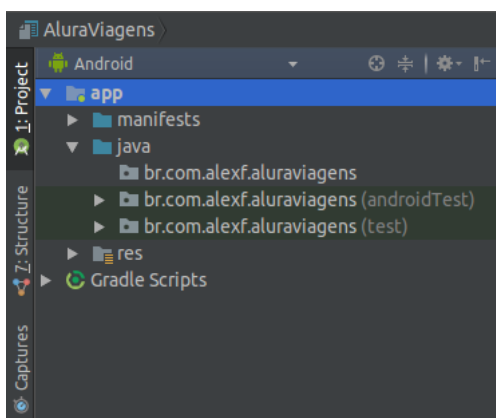 AluraViagens
1: Project
7: Structure
Captures
Android
app
manifests
java
br.com.alexf.aluraviagens
br.com.alexf.aluraviagens (androidTest)
br.com.alexf.aluraviagens (test)
res
Gradle Scripts